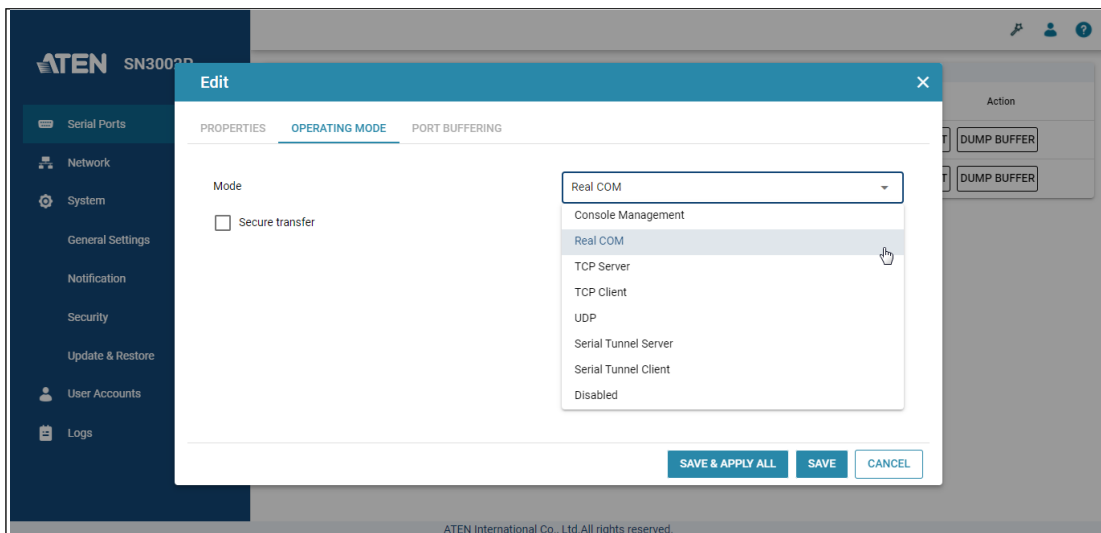 ATEN SN3002P
Edit
Action
Serial Ports
PROPERTIES OPERATING MODE PORT BUFFERING
DUMP BUFFER
Network
DUMP BUFFER
Mode
Real COM
System
Secure transfer
Console Management
General Settings
Real COM
TCP Server
Notification
TCP Client
Security
UDP
Serial Tunnel Server
Update & Restore
Serial Tunnel Client
User Accounts
Disabled
Logs
SAVE & APPLY ALL SAVE CANCEL
ATEN International Co., Ltd.All rights reserved.